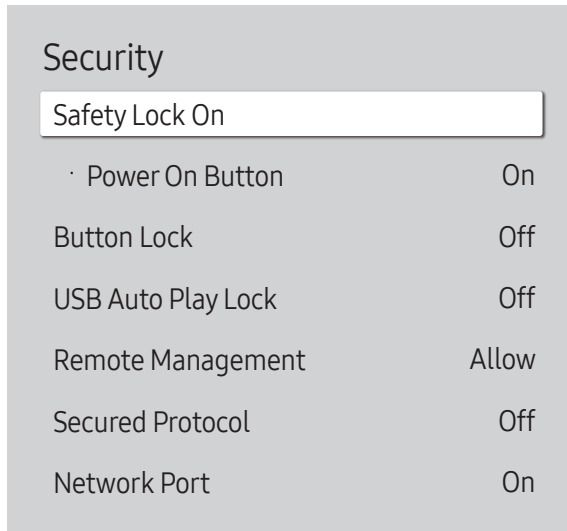 Security
Safety Lock On
· Power On Button On
Button Lock Off
USB Auto Play Lock Off
Remote Management Allow
Secured Protocol Off
Network Port On